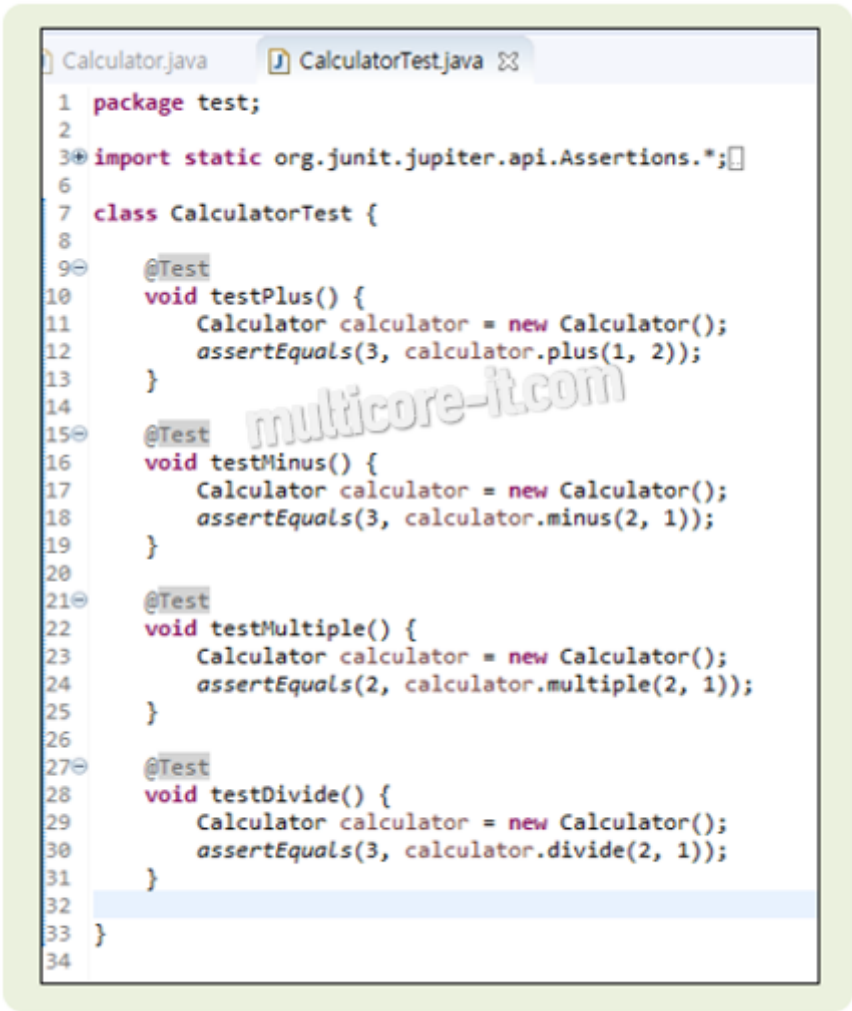 Calculator.java CalculatorTest.java
1 package test;
2
3 import static org.junit.jupiter.api.Assertions.*;
6
7 class CalculatorTest {
8
9 @Test
10 void testPlus() {
11 Calculator calculator = new Calculator();
12 assertEquals(3, calculator.plus(1, 2));
13 }
14
15 @Test
16 void testMinus() {
17 Calculator calculator = new Calculator();
18 assertEquals(3, calculator.minus(2, 1));
19 }
20
21 @Test
22 void testMultiple() {
23 Calculator calculator = new Calculator();
24 assertEquals(2, calculator.multiple(2, 1));
25 }
26
27 @Test
28 void testDivide() {
29 Calculator calculator = new Calculator();
30 assertEquals(3, calculator.divide(2, 1));
31 }
32
33 }
34
multicore-it.com